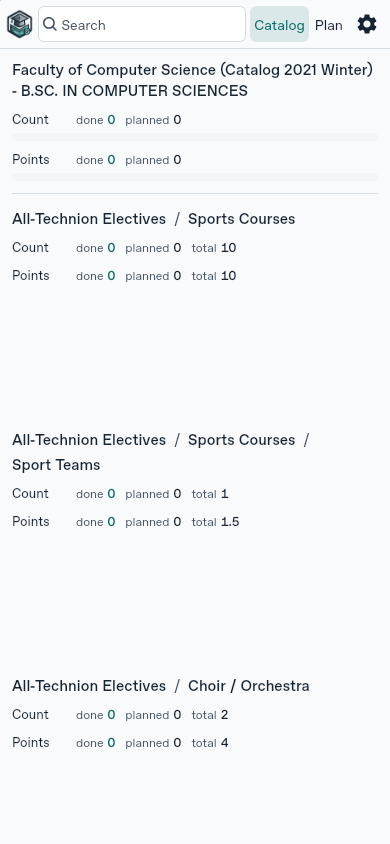 Search Catalog Plan
Faculty of Computer Science (Catalog 2021 Winter)
- B.SC. IN COMPUTER SCIENCES
Count done 0 planned 0
Points done 0 planned 0
All-Technion Electives / Sports Courses
Count done 0 planned 0 total 10
Points done 0 planned 0 total 10
All-Technion Electives / Sports Courses /
Sport Teams
Count done 0 planned 0 total 1
Points done 0 planned 0 total 1.5
All-Technion Electives / Choir / Orchestra
Count done 0 planned 0 total 2
Points done 0 planned 0 total 4